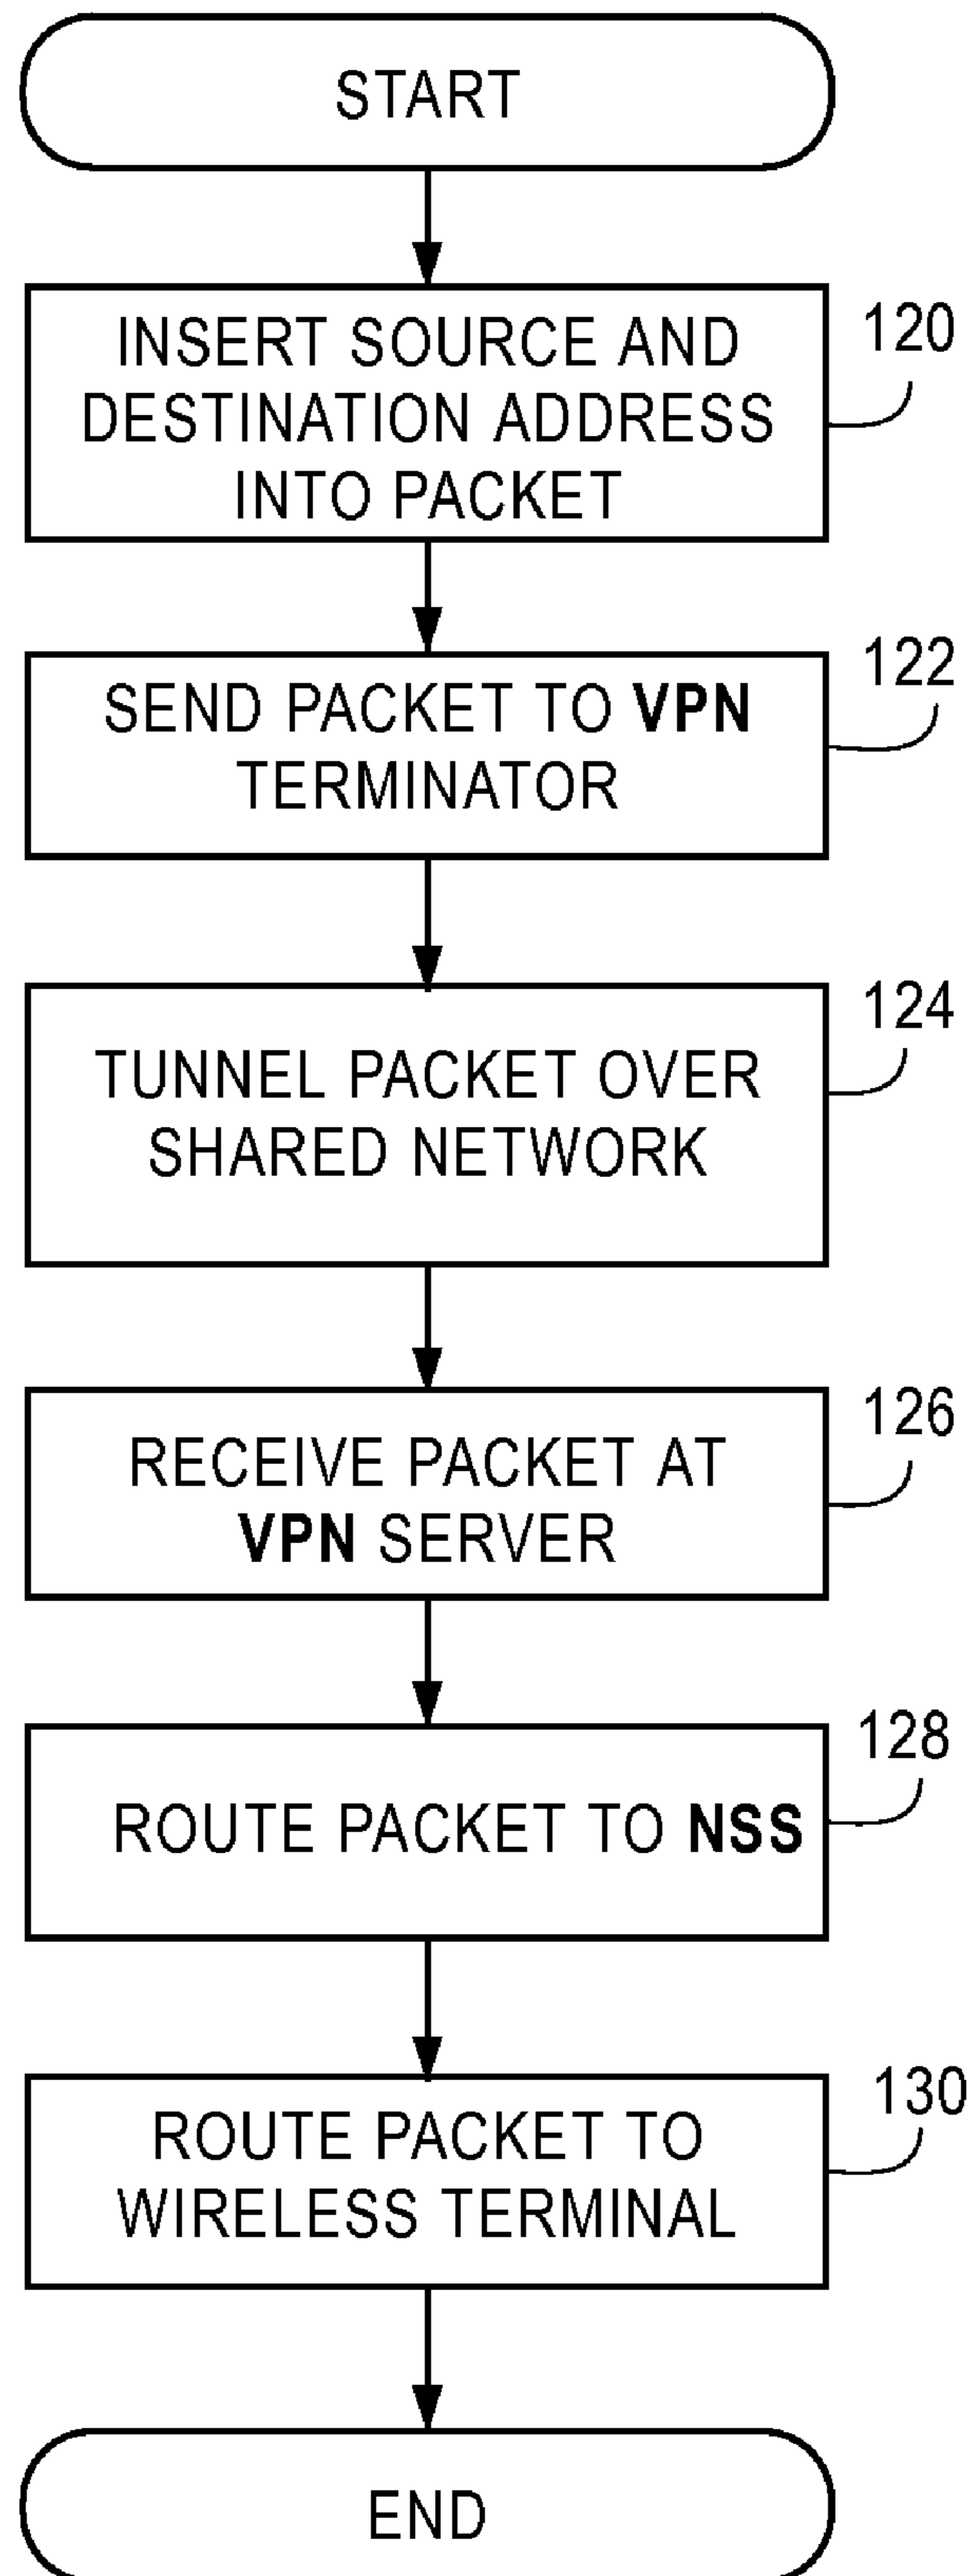 START
INSERT SOURCE AND
DESTINATION ADDRESS
INTO PACKET
120
SEND PACKET TO VPN
TERMINATOR
122
TUNNEL PACKET OVER
SHARED NETWORK
124
RECEIVE PACKET AT
VPN SERVER
126
ROUTE PACKET TO NSS
128
ROUTE PACKET TO
WIRELESS TERMINAL
130
END